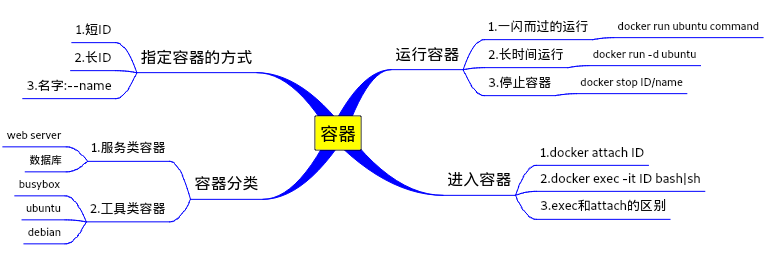 容器
指定容器的方式
1.短ID
2.长ID
3.名字:--name
容器分类
1.服务类容器
web server
数据库
2.工具类容器
busybox
ubuntu
debian
运行容器
1.一闪而过的运行
docker run ubuntu command
2.长时间运行
docker run -d ubuntu
3.停止容器
docker stop ID/name
进入容器
1.docker attach ID
2.docker exec -it ID bash|sh
3.exec和attach的区别